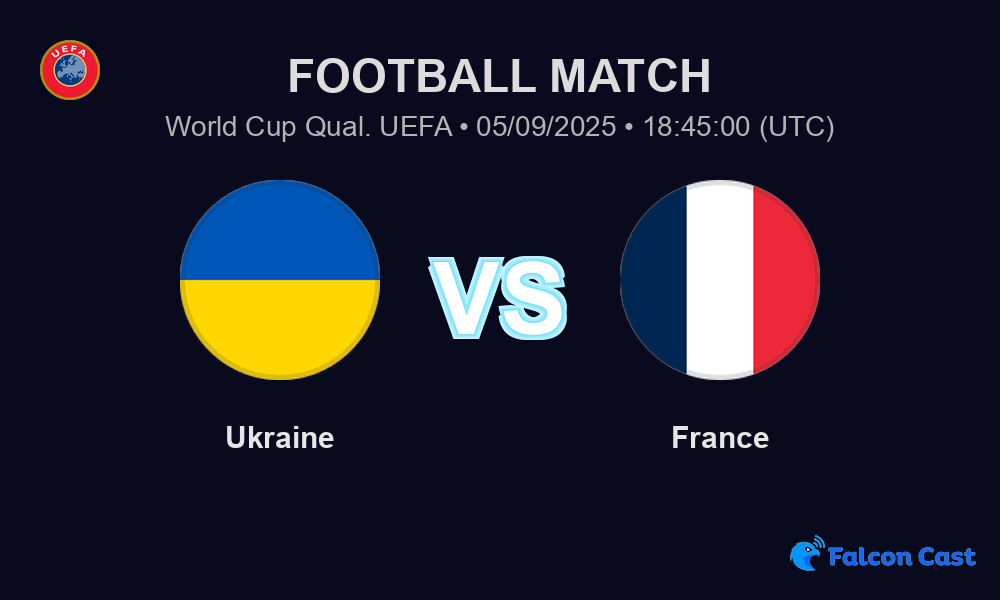 UEFA
FOOTBALL MATCH
World Cup Qual. UEFA • 05/09/2025 • 18:45:00 (UTC)
VS
Ukraine
France
Falcon Cast